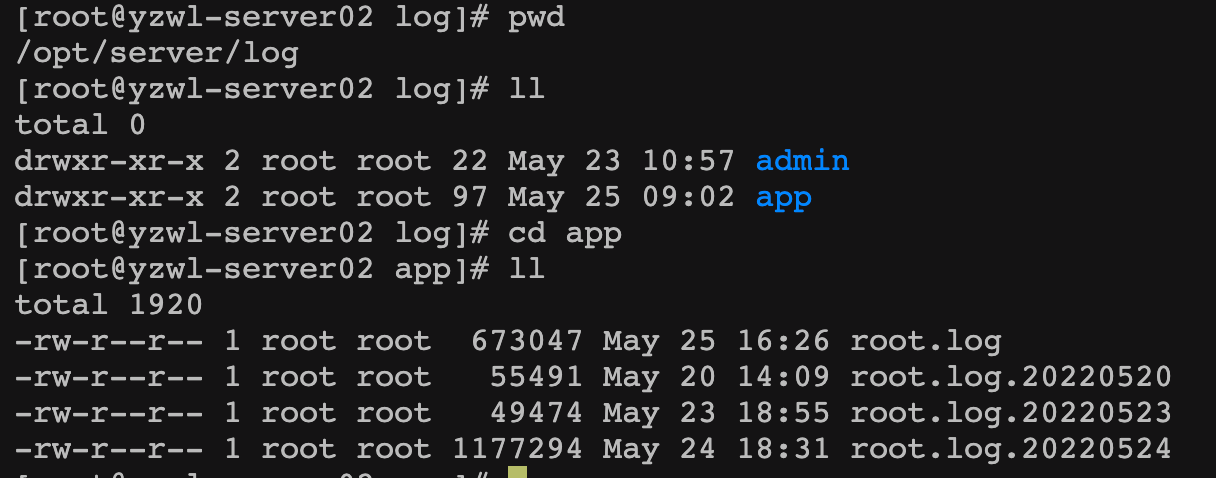 [root@yzwl-server02 log]# pwd
/opt/server/log
[root@yzwl-server02 log]# ll
total 0
drwxr-xr-x 2 root root 22 May 23 10:57 admin
drwxr-xr-x 2 root root 97 May 25 09:02 app
[root@yzwl-server02 log]# cd app
[root@yzwl-server02 app]# ll
total 1920
-rw-r--r-- 1 root root  673047 May 25 16:26 root.log
-rw-r--r-- 1 root root   55491 May 20 14:09 root.log.20220520
-rw-r--r-- 1 root root   49474 May 23 18:55 root.log.20220523
-rw-r--r-- 1 root root 1177294 May 24 18:31 root.log.20220524